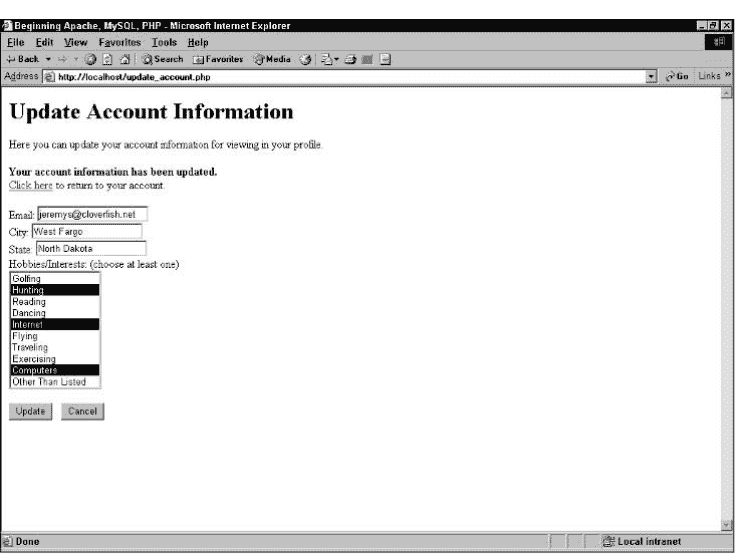 Beginning Apache, MySQL, PHP - Microsoft Internet Explorer
File Edit View Favorites Tools Help
Back Search Favorites Media
Address http://localhost/update_account.php Go Links »
Update Account Information
Here you can update your account information for viewing in your profile.
Your account information has been updated.
Click here to return to your account.
Email: jeremys@cloverfish.net
City: West Fargo
State: North Dakota
Hobbies/Interests: (choose at least one)
Golfing
Hunting
Reading
Dancing
Internet
Flying
Traveling
Exercising
Computers
Other Than Listed
Update Cancel
Done Local intranet